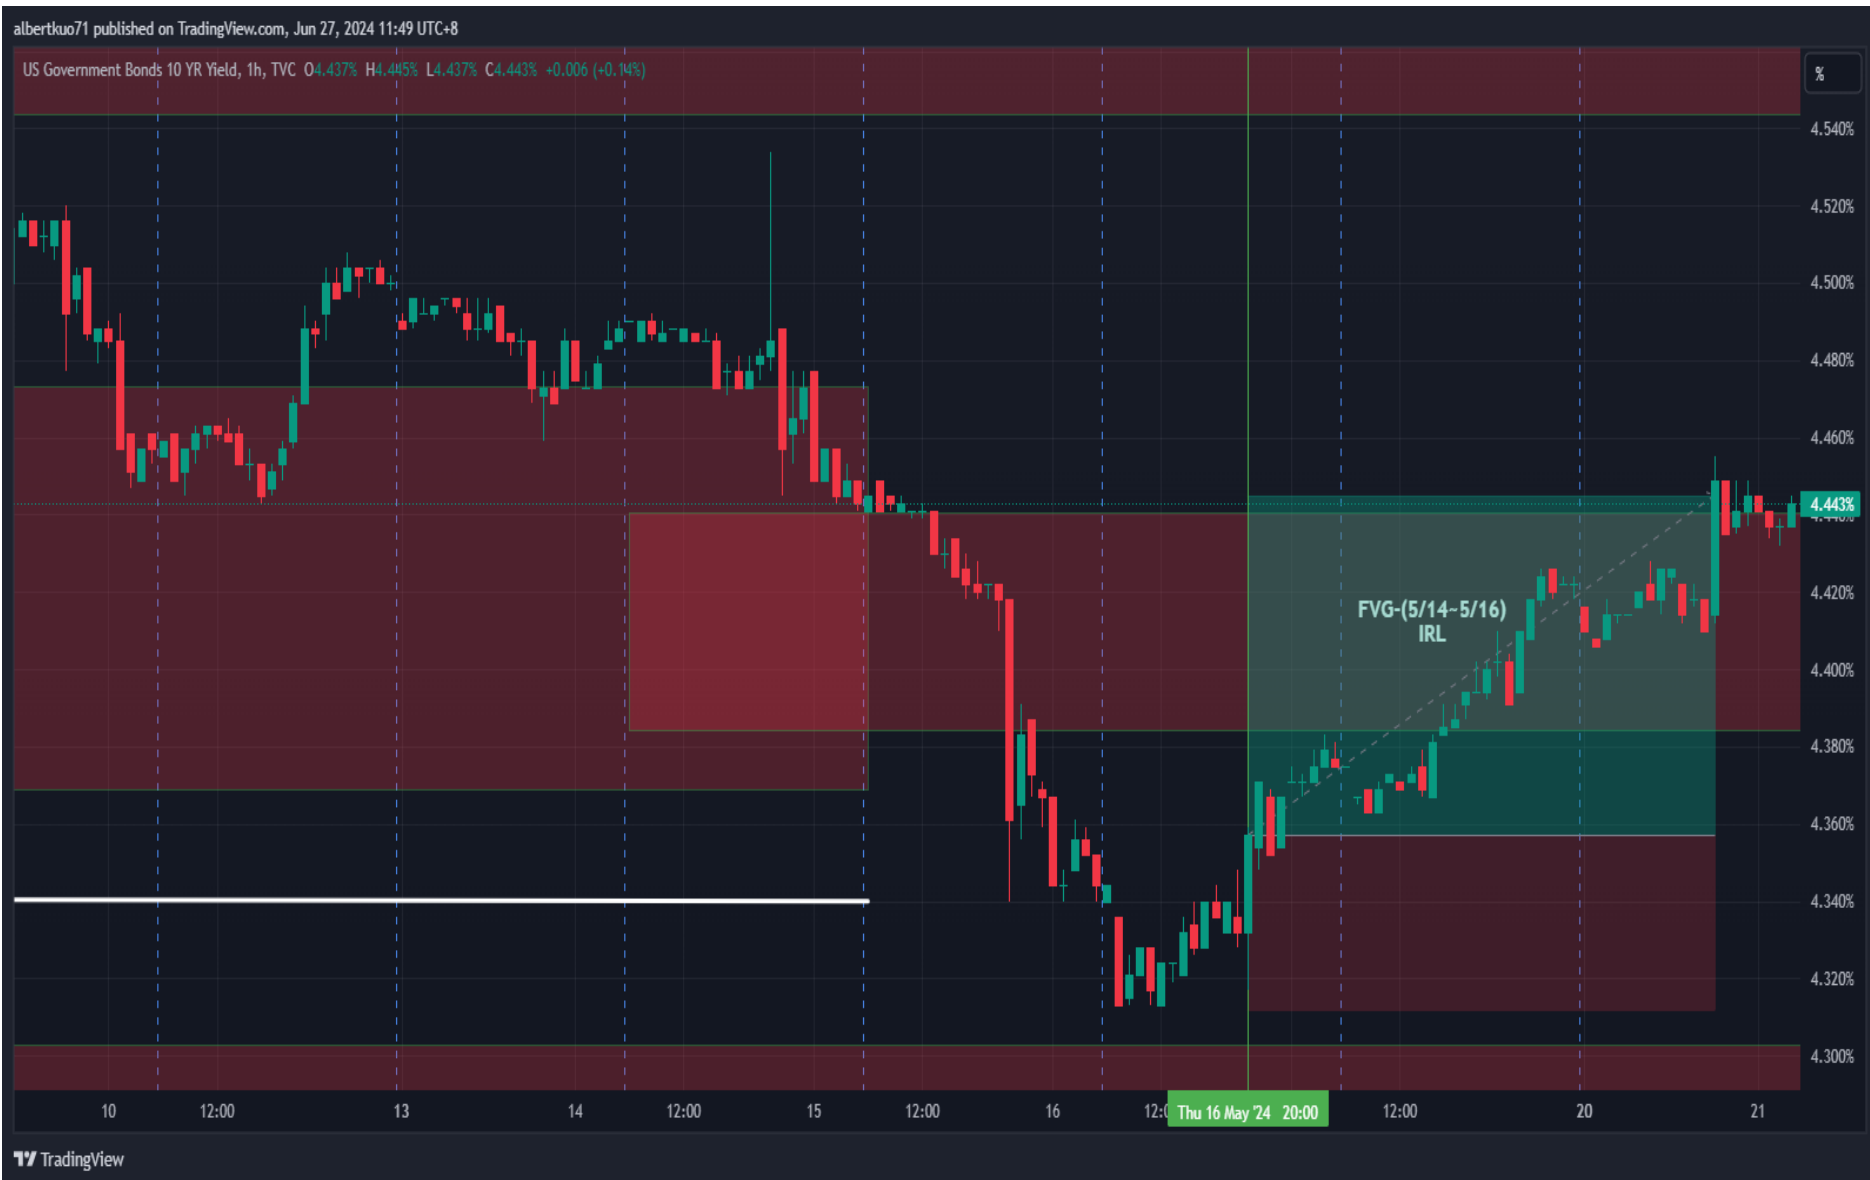 albertkuo71 published on TradingView.com, Jun 27, 2024 11:49 UTC+8
US Government Bonds 10 YR Yield, 1h, TVC O4.437% H4.445% L4.437% C4.443% +0.006 (+0.14%)
%
4.540%
4.520%
4.500%
4.480%
4.460%
4.443%
4.420%
4.400%
4.380%
4.360%
4.340%
4.320%
4.300%
FVG-(5/14~5/16)
IRL
10 12:00 13 14 12:00 15 12:00 16 Thu 16 May '24 20:00 12:00 20 21
TradingView